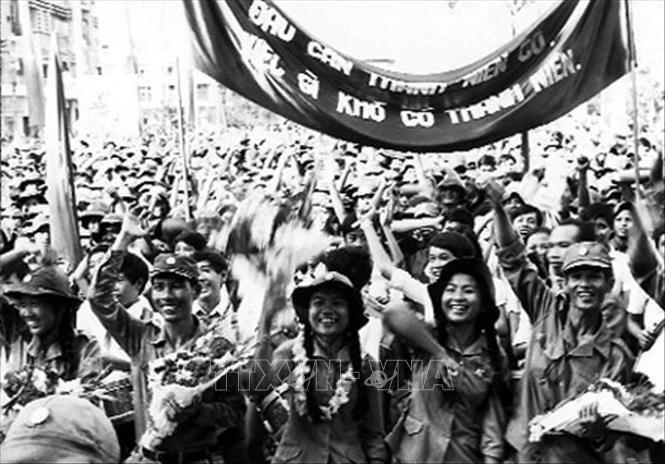 ĐÂU CẦN THANH NIÊN CÓ.
VIỆC GÌ KHÓ CÓ THANH NIÊN.
TTXVN VNA